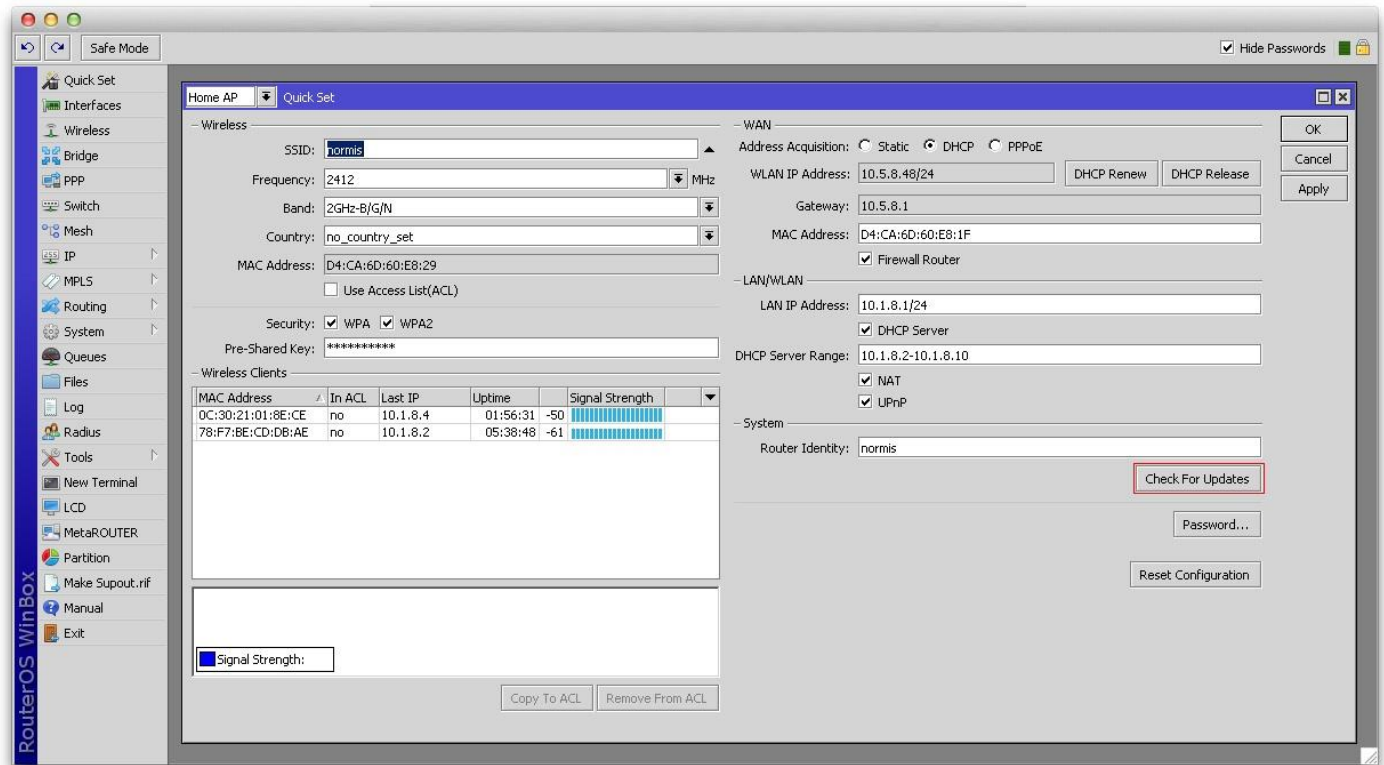 Safe Mode
Hide Passwords
Quick Set
Interfaces
Wireless
Bridge
PPP
Switch
Mesh
IP
MPLS
Routing
System
Queues
Files
Log
Radius
Tools
New Terminal
LCD
MetaROUTER
Partition
Make Supout.rif
Manual
Exit
RouterOS WinBox
Home AP Quick Set
Wireless
SSID: normis
Frequency: 2412 MHz
Band: 2GHz-B/G/N
Country: no_country_set
MAC Address: D4:CA:6D:60:E8:29
Use Access List(ACL)
Security: WPA WPA2
Pre-Shared Key: **********
Wireless Clients
MAC Address In ACL Last IP Uptime Signal Strength
0C:30:21:01:8E:CE no 10.1.8.4 01:56:31 -50
78:F7:BE:CD:DB:AE no 10.1.8.2 05:38:48 -61
Signal Strength:
Copy To ACL Remove From ACL
WAN
Address Acquisition: Static DHCP PPPoE
WLAN IP Address: 10.5.8.48/24 DHCP Renew DHCP Release
Gateway: 10.5.8.1
MAC Address: D4:CA:6D:60:E8:1F
Firewall Router
LAN/WLAN
LAN IP Address: 10.1.8.1/24
DHCP Server
DHCP Server Range: 10.1.8.2-10.1.8.10
NAT
UPnP
System
Router Identity: normis
Check For Updates
Password...
Reset Configuration
OK
Cancel
Apply